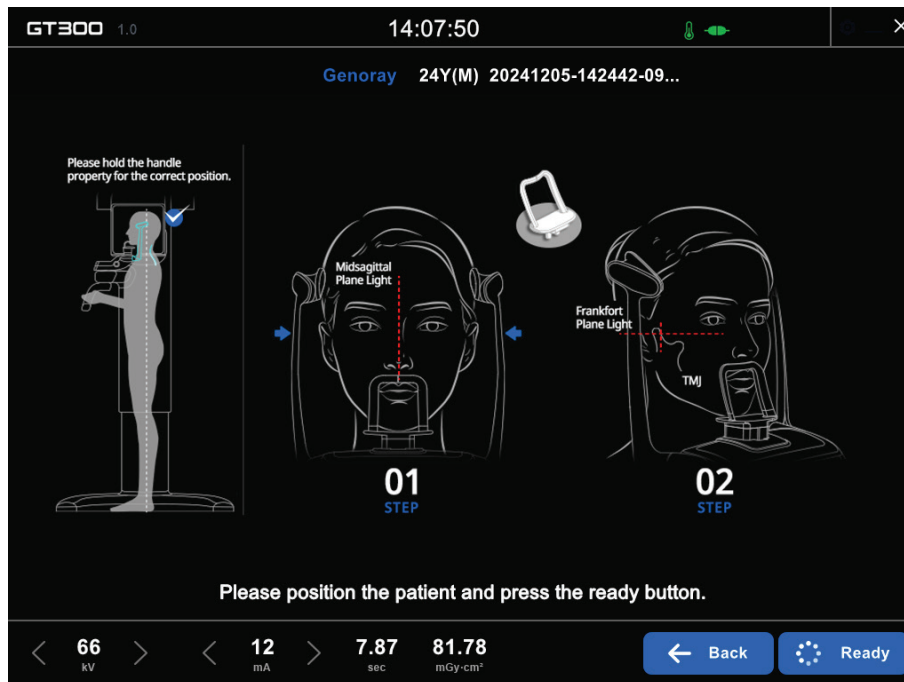 GT300 1.0 14:07:50
Genoray 24Y(M) 20241205-142442-09...
Please hold the handle
property for the correct position.
Midsagittal
Plane Light
Frankfort
Plane Light
TMJ
01
STEP
02
STEP
Please position the patient and press the ready button.
66
kV
12
mA
7.87
sec
81.78
mGy·cm²
Back
Ready